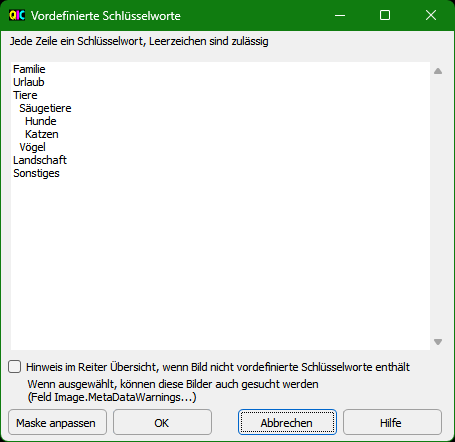 QIC Vordefinierte Schlüsselworte
Jede Zeile ein Schlüsselwort, Leerzeichen sind zulässig
Familie
Urlaub
Tiere
Säugetiere
Hunde
Katzen
Vögel
Landschaft
Sonstiges
Hinweis im Reiter Übersicht, wenn Bild nicht vordefinierte Schlüsselworte enthält
Wenn ausgewählt, können diese Bilder auch gesucht werden
(Feld Image.MetaDataWarnings...)
Maske anpassen OK Abbrechen Hilfe